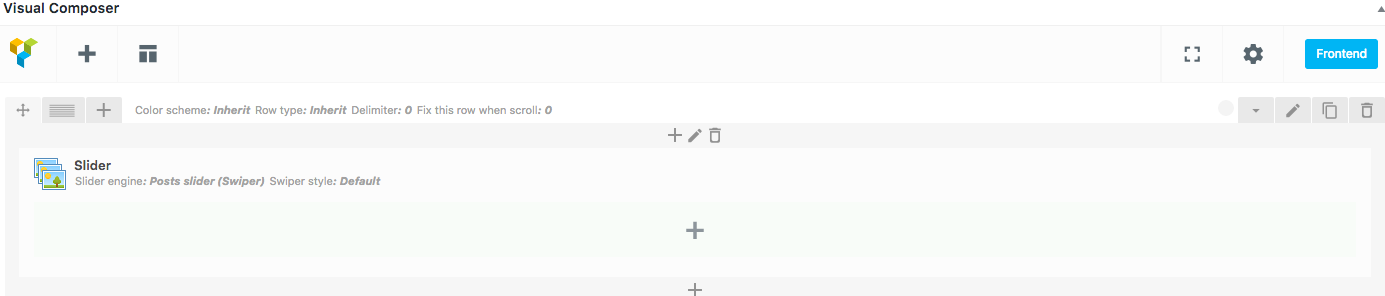 Visual Composer
Frontend
Color scheme: Inherit Row type: Inherit Delimiter: 0 Fix this row when scroll: 0
Slider
Slider engine: Posts slider (Swiper) Swiper style: Default